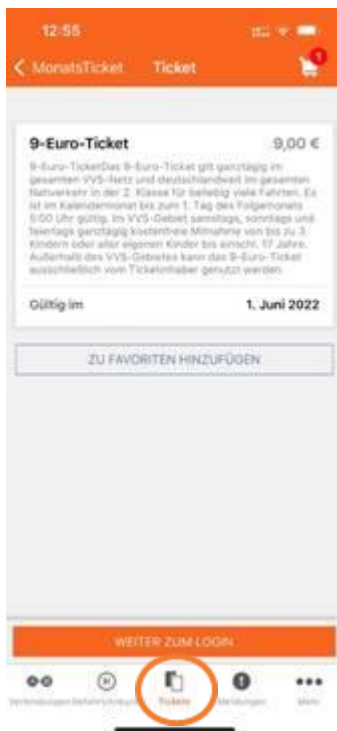 12:55
MonatsTicket Ticket 1
9-Euro-Ticket 9,00 €
9-Euro-TicketDas 9-Euro-Ticket gilt ganztägig im
gesamten VVS-Netz und deutschlandweit im gesamten
Nahverkehr in der 2. Klasse für beliebig viele Fahrten. Es
ist im Kalendermonat bis zum 1. Tag des Folgemonats
5:00 Uhr gültig. Im VVS-Gebiet samstags, sonntags und
feiertags ganztägig kostenfreie Mitnahme von bis zu 3
Kindern oder aller eigenen Kinder bis einschl. 17 Jahre.
Außerhalb des VVS-Gebietes kann das 9-Euro-Ticket
ausschließlich vom Ticketinhaber genutzt werden.
Gültig im 1. Juni 2022
ZU FAVORITEN HINZUFÜGEN
WEITER ZUM LOGIN
Verbindungen Tickets Meldungen Mehr